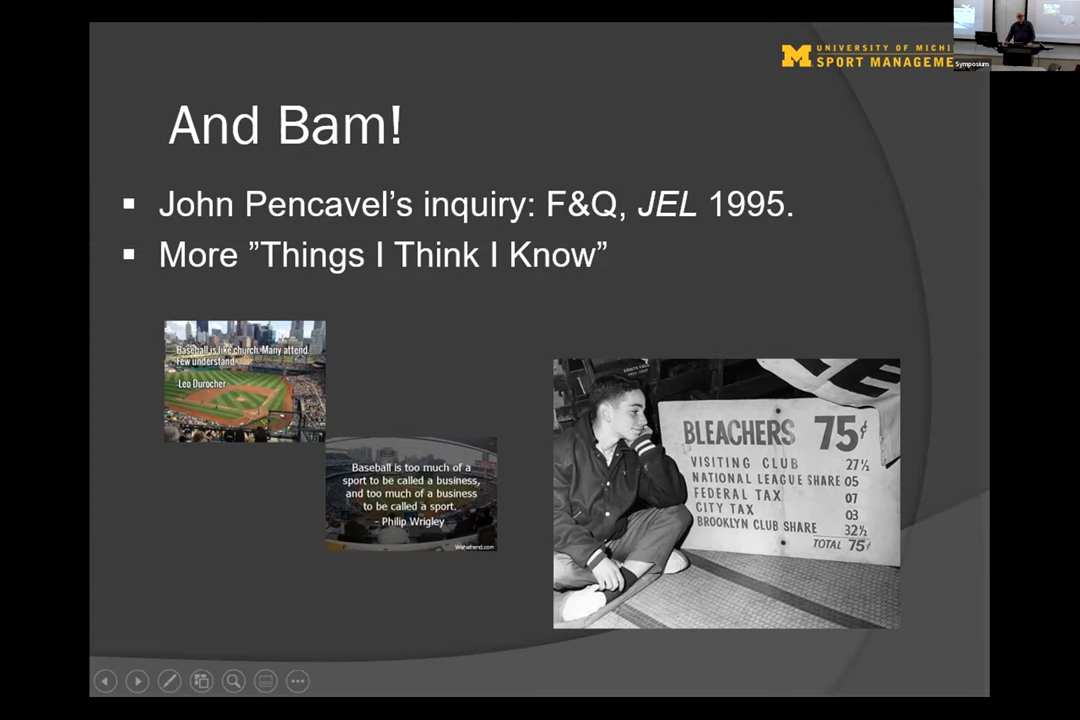 UNIVERSITY OF MICHI
SPORT MANAGEME
Symposium
And Bam!
John Pencavel’s inquiry: F&Q, JEL 1995.
More ”Things I Think I Know”
Baseball is like church. Many attend
few understand.
-Leo Durocher
Baseball is too much of a
sport to be called a business,
and too much of a business
to be called a sport.
- Philip Wrigley
BLEACHERS 75¢
VISITING CLUB 27½
NATIONAL LEAGUE SHARE 05
FEDERAL TAX 07
CITY TAX 03
BROOKLYN CLUB SHARE 32½
TOTAL 75¢